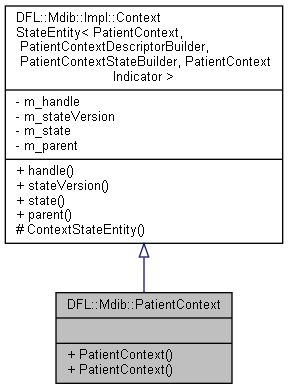 DFL::Mdib::Impl::Context
StateEntity< PatientContext,
PatientContextDescriptorBuilder,
PatientContextStateBuilder, PatientContext
Indicator >
- m_handle
- m_stateVersion
- m_state
- m_parent
+ handle()
+ stateVersion()
+ state()
+ parent()
# ContextStateEntity()
DFL::Mdib::PatientContext
+ PatientContext()
+ PatientContext()